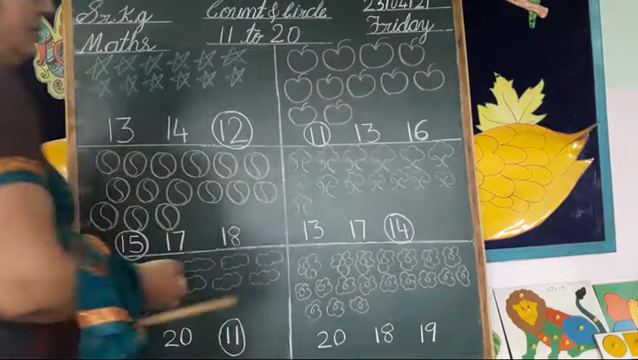 Sr. Kg Count & Circle 23/04/21
Maths 11 to 20 Friday
13 14 12
11 13 16
15 17 18
13 17 14
20 11
20 18 19